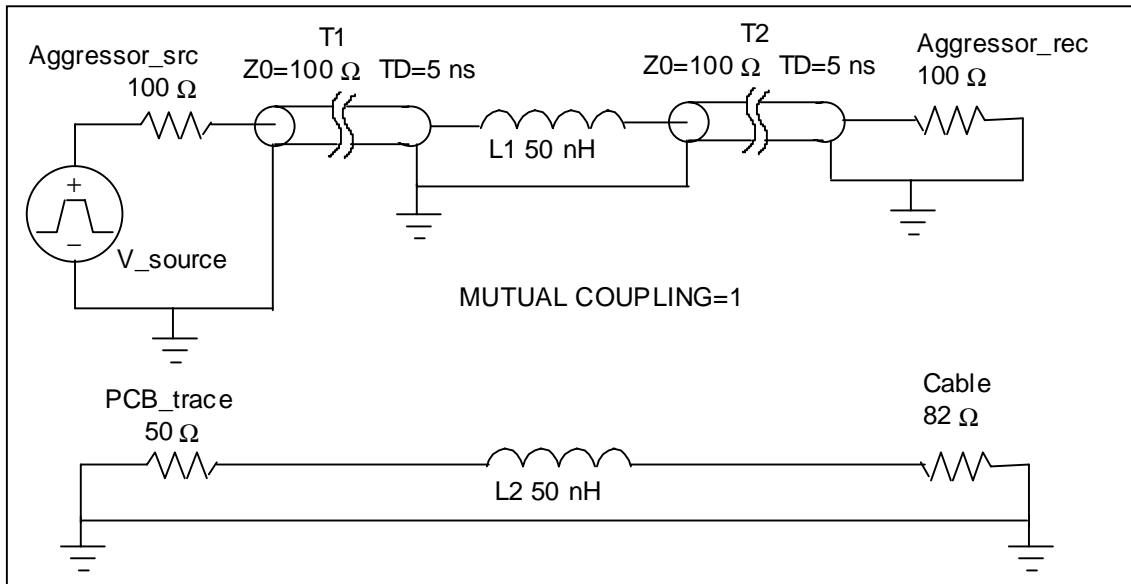 T1
T2
Aggressor_src
100 Ω
Z0=100 Ω TD=5 ns
Z0=100 Ω TD=5 ns
Aggressor_rec
100 Ω
L1 50 nH
+
−
V_source
MUTUAL COUPLING=1
PCB_trace
50 Ω
Cable
82 Ω
L2 50 nH